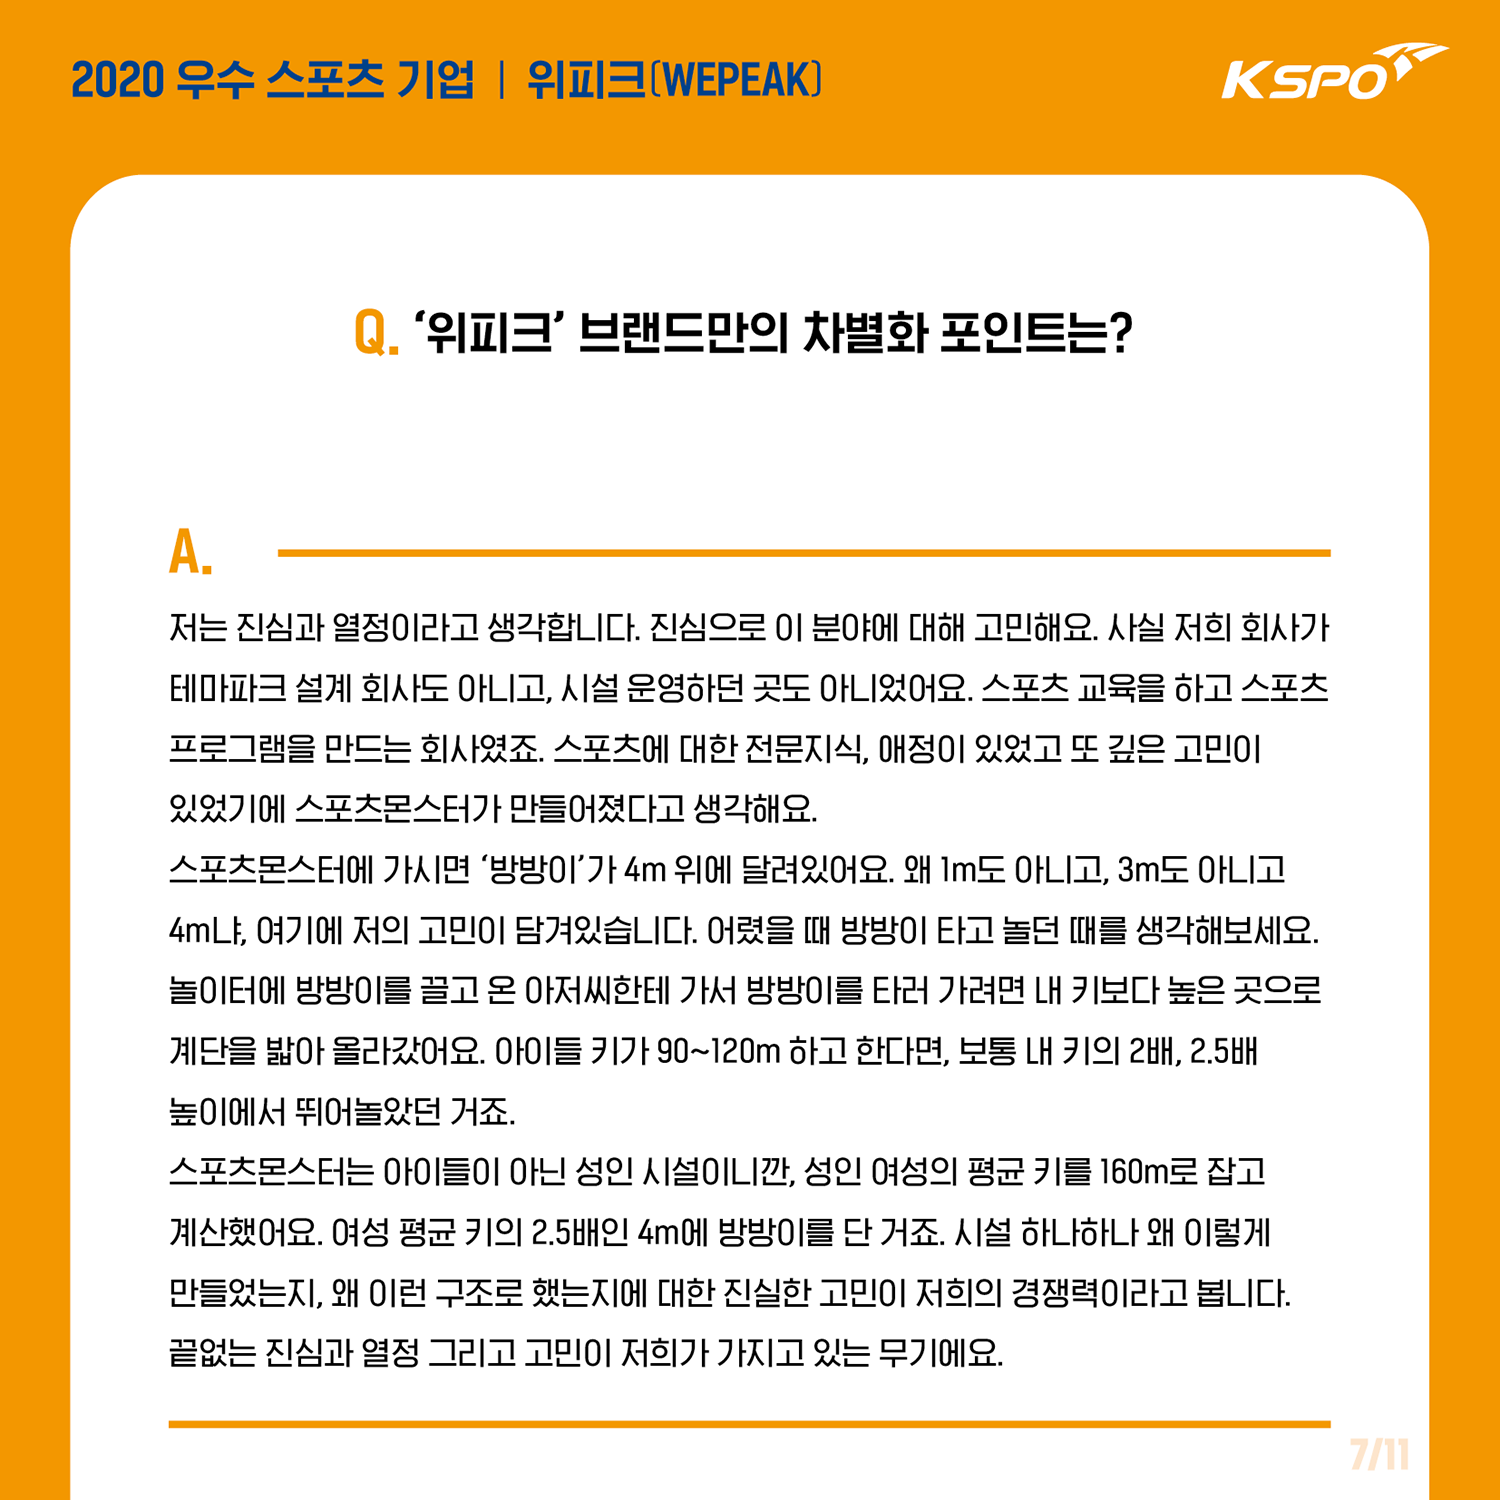 2020 우수 스포츠 기업 | 위피크(WEPEAK)
KSPO
Q. ‘위피크’ 브랜드만의 차별화 포인트는?
A.
저는 진심과 열정이라고 생각합니다. 진심으로 이 분야에 대해 고민해요. 사실 저희 회사가
테마파크 설계 회사도 아니고, 시설 운영하던 곳도 아니었어요. 스포츠 교육을 하고 스포츠
프로그램을 만드는 회사였죠. 스포츠에 대한 전문지식, 애정이 있었고 또 깊은 고민이
있었기에 스포츠몬스터가 만들어졌다고 생각해요.
스포츠몬스터에 가시면 ‘방방이’가 4m 위에 달려있어요. 왜 1m도 아니고, 3m도 아니고
4m냐, 여기에 저의 고민이 담겨있습니다. 어렸을 때 방방이 타고 놀던 때를 생각해보세요.
놀이터에 방방이를 끌고 온 아저씨한테 가서 방방이를 타러 가려면 내 키보다 높은 곳으로
계단을 밟아 올라갔어요. 아이들 키가 90~120m 하고 한다면, 보통 내 키의 2배, 2.5배
높이에서 뛰어놀았던 거죠.
스포츠몬스터는 아이들이 아닌 성인 시설이니깐, 성인 여성의 평균 키를 160m로 잡고
계산했어요. 여성 평균 키의 2.5배인 4m에 방방이를 단 거죠. 시설 하나하나 왜 이렇게
만들었는지, 왜 이런 구조로 했는지에 대한 진실한 고민이 저희의 경쟁력이라고 봅니다.
끝없는 진심과 열정 그리고 고민이 저희가 가지고 있는 무기에요.
7/11